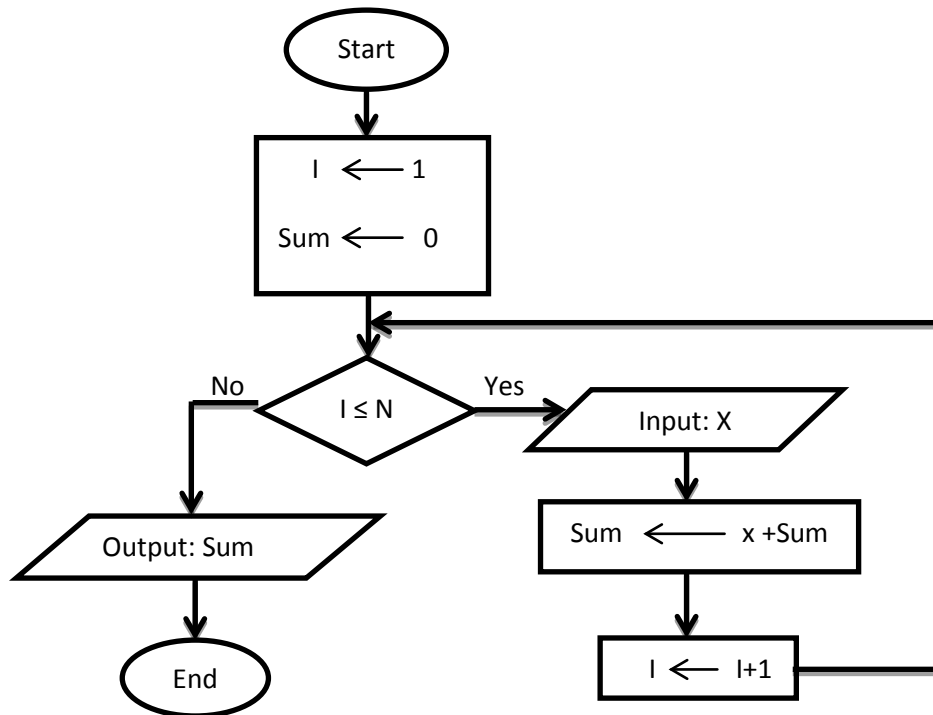 Start
I ← 1
Sum ← 0
I ≤ N
No
Yes
Input: X
Sum ← x +Sum
I ← I+1
Output: Sum
End